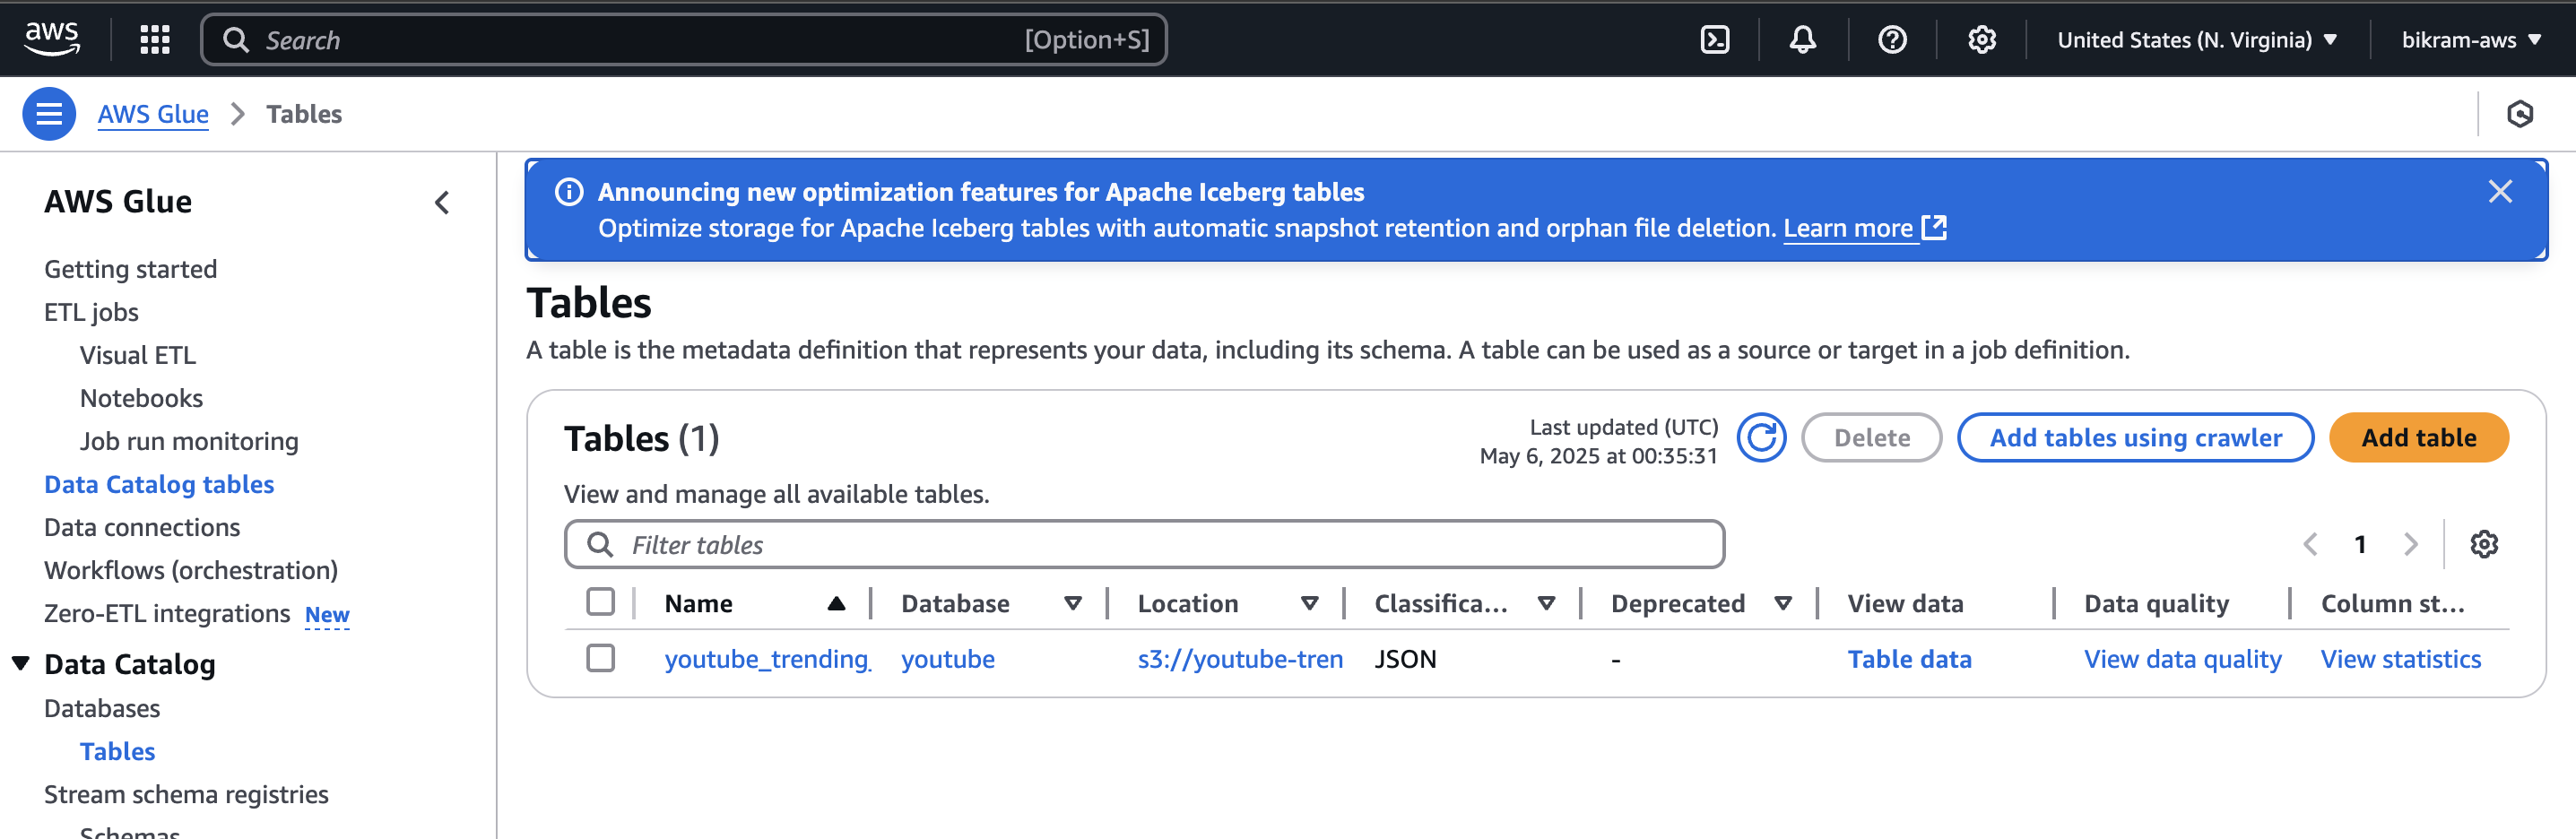 aws
Search
[Option+S]
United States (N. Virginia)
bikram-aws
AWS Glue
Tables
AWS Glue
Getting started
ETL jobs
Visual ETL
Notebooks
Job run monitoring
Data Catalog tables
Data connections
Workflows (orchestration)
Zero-ETL integrations New
Data Catalog
Databases
Tables
Stream schema registries
Schemas
Announcing new optimization features for Apache Iceberg tables
Optimize storage for Apache Iceberg tables with automatic snapshot retention and orphan file deletion. Learn more
Tables
A table is the metadata definition that represents your data, including its schema. A table can be used as a source or target in a job definition.
Tables (1)
Last updated (UTC)
May 6, 2025 at 00:35:31
Delete
Add tables using crawler
Add table
View and manage all available tables.
Filter tables
1
Name Database Location Classifica... Deprecated View data Data quality Column st...
youtube_trending_ youtube s3://youtube-tren JSON - Table data View data quality View statistics